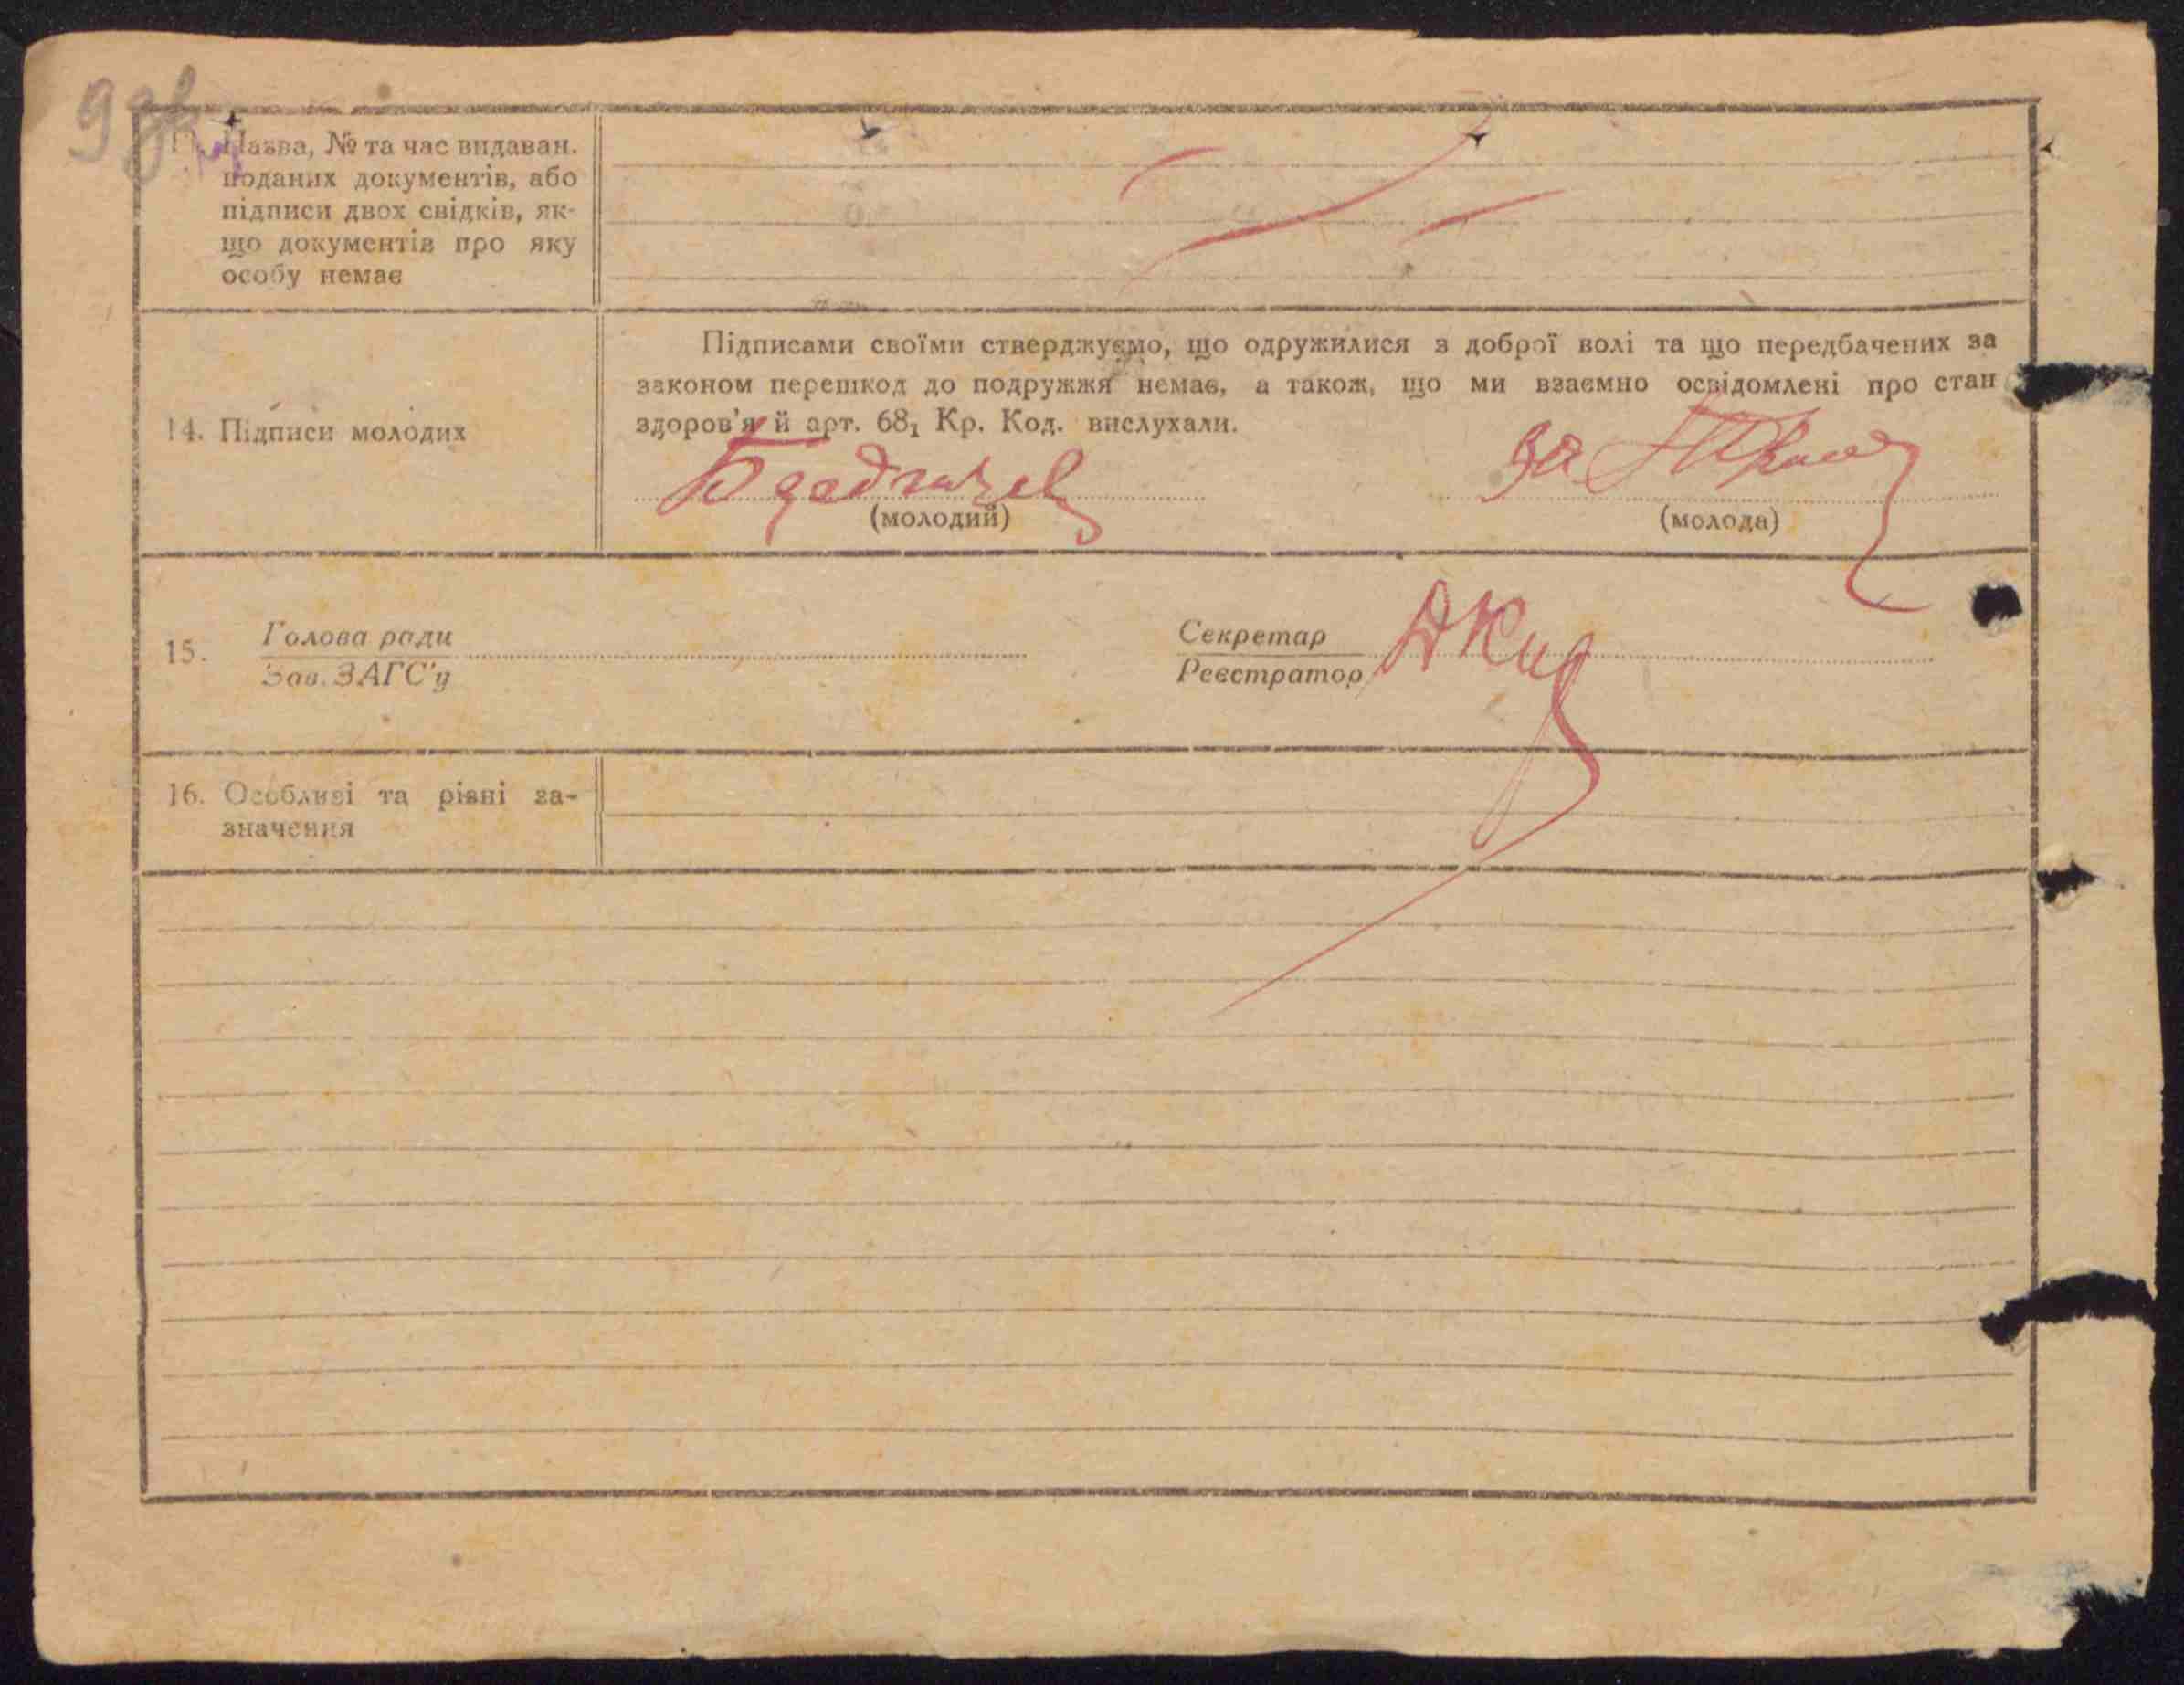 Назва, № та час видаван.
поданих документів, або
підписи двох свідків, як-
що документів про яку
особу немає
14. Підписи молодих
Підписами своїми стверджуємо, що одружилися з доброї волі та що передбачених за
законом перешкод до подружжя немає, а також, що ми взаємно освідомлені про стан
здоров'я й арт. 68₁ Кр. Код. вислухали.
за
(молодий) (молода)
15. Голова ради
Зав. ЗАГС'у
Секретар
Реєстратор
16. Особливі та різні за-
значення